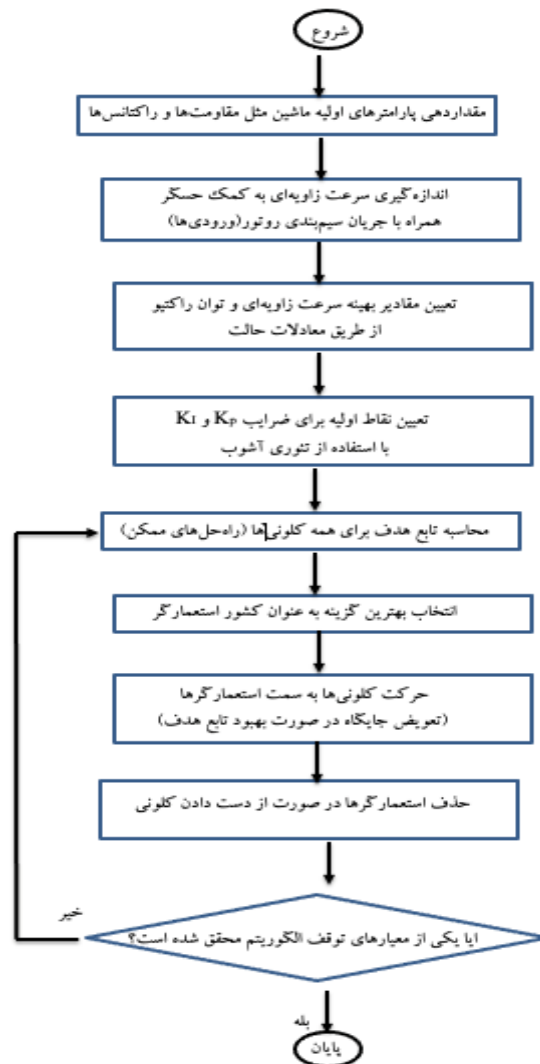 شروع
مقداردهی پارامترهای اولیه ماشین مثل مقاومت‌ها و راکتانس‌ها
اندازه‌گیری سرعت زاویه‌ای به کمک حسگر
همراه با جریان سیم‌بندی روتور(ورودی‌ها)
تعیین مقادیر بهینه سرعت زاویه‌ای و توان راکتیو
از طریق معادلات حالت
تعیین نقاط اولیه برای ضرایب KP و KI
با استفاده از تئوری آشوب
محاسبه تابع هدف برای همه کلونی‌ها (راه‌حل‌های ممکن)
انتخاب بهترین گزینه به عنوان کشور استعمارگر
حرکت کلونی‌ها به سمت استعمارگرها
(تعویض جایگاه در صورت بهبود تابع هدف)
حذف استعمارگرها در صورت از دست دادن کلونی
خیر
ایا یکی از معیارهای توقف الگوریتم محقق شده است؟
بله
پایان